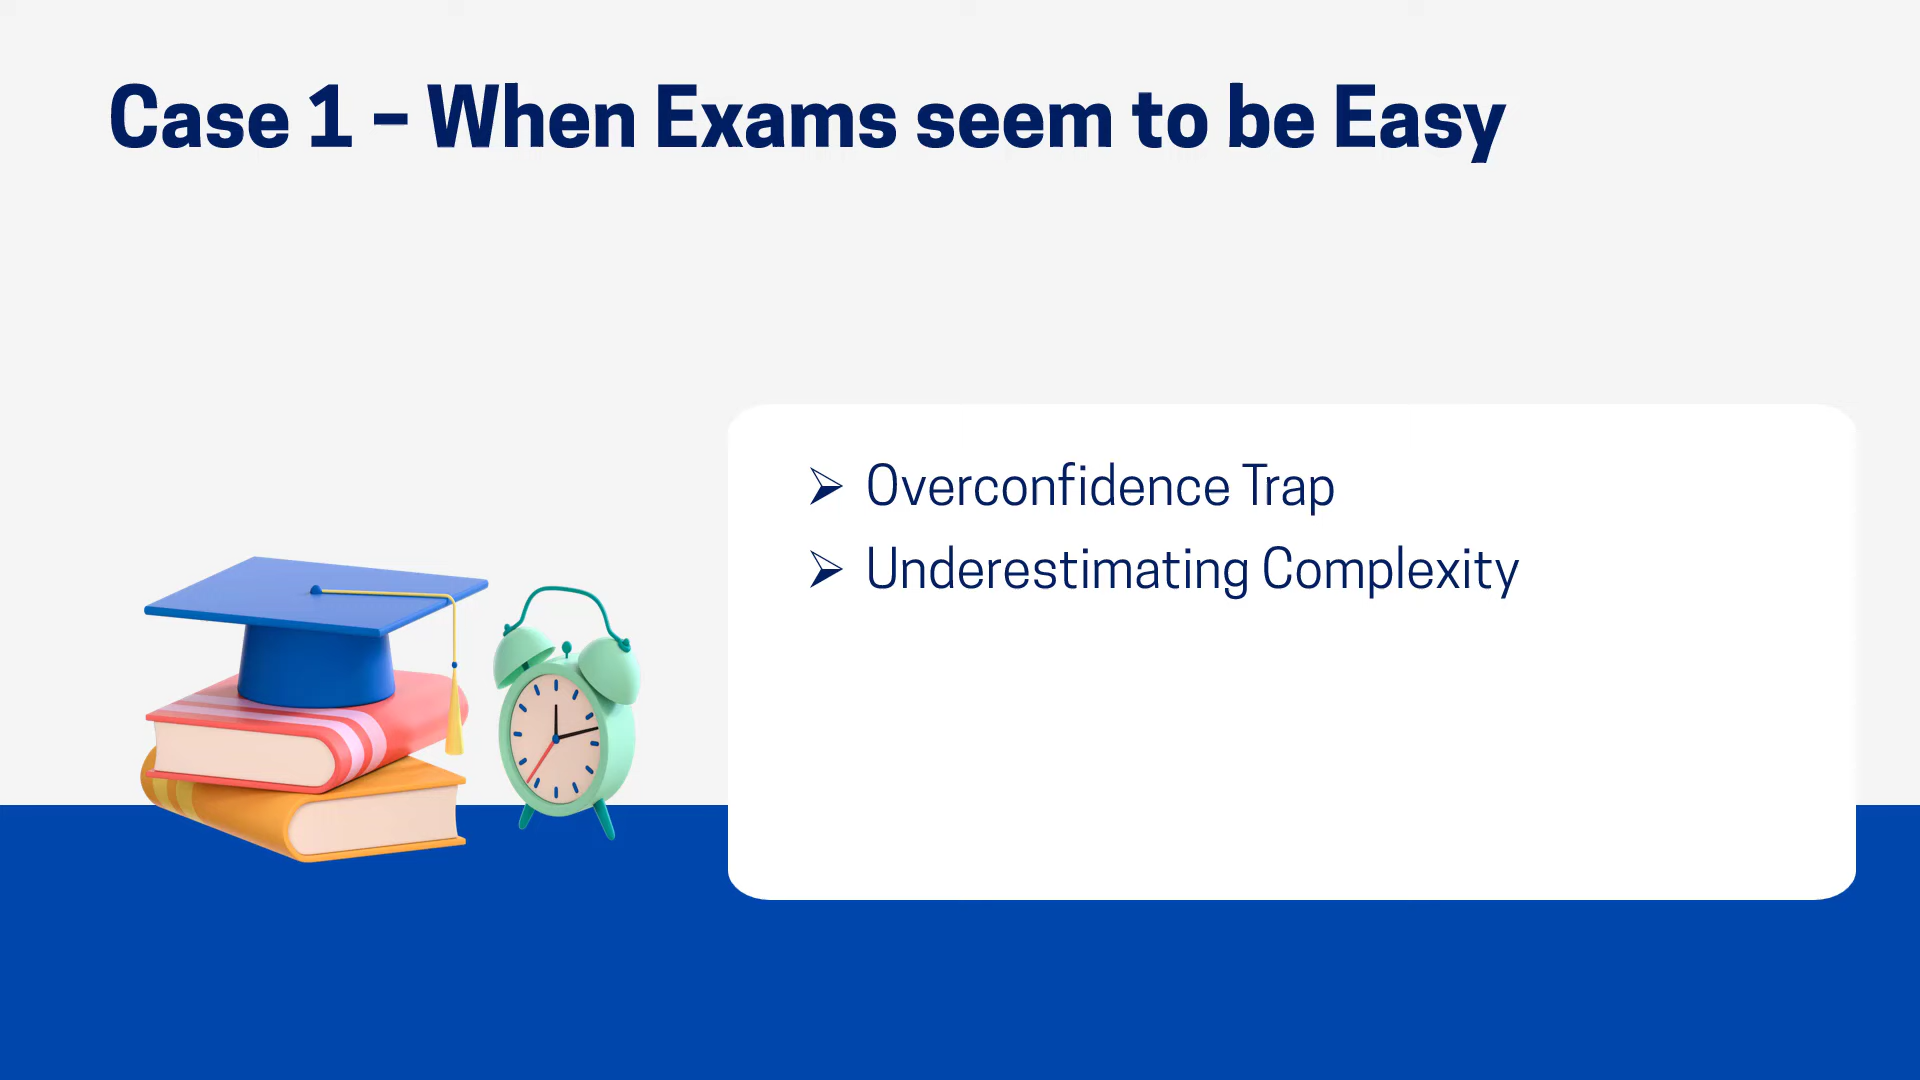 Case 1 – When Exams seem to be Easy
➢ Overconfidence Trap
➢ Underestimating Complexity